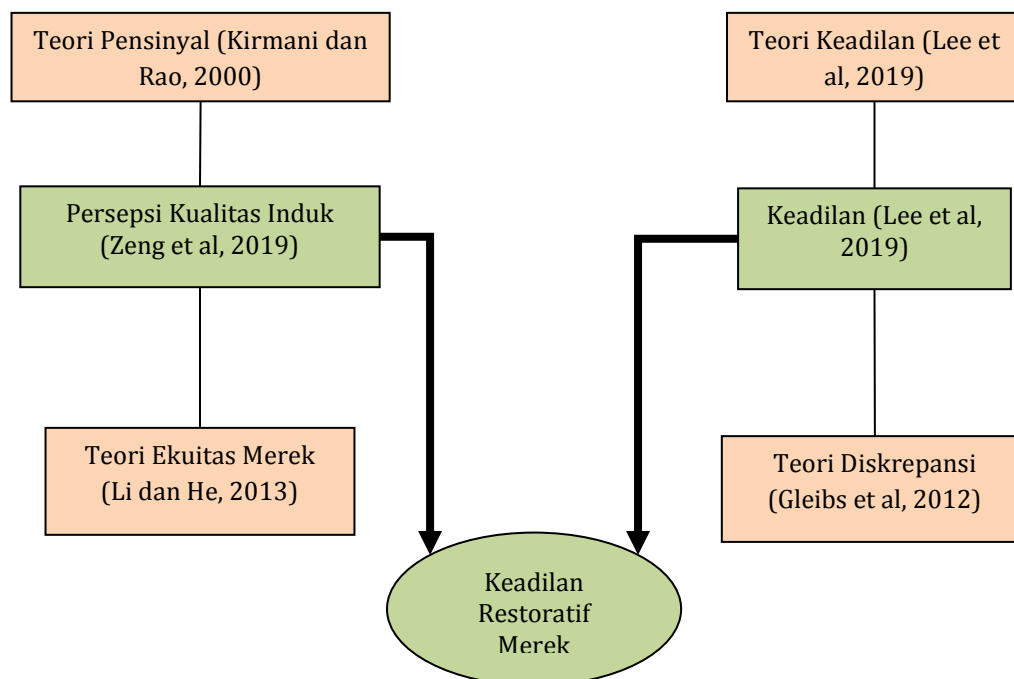 Teori Pensinyal (Kirmani dan
Rao, 2000)
Teori Keadilan (Lee et
al, 2019)
Persepsi Kualitas Induk
(Zeng et al, 2019)
Keadilan (Lee et al,
2019)
Teori Ekuitas Merek
(Li dan He, 2013)
Teori Diskrepansi
(Gleibs et al, 2012)
Keadilan
Restoratif
Merek